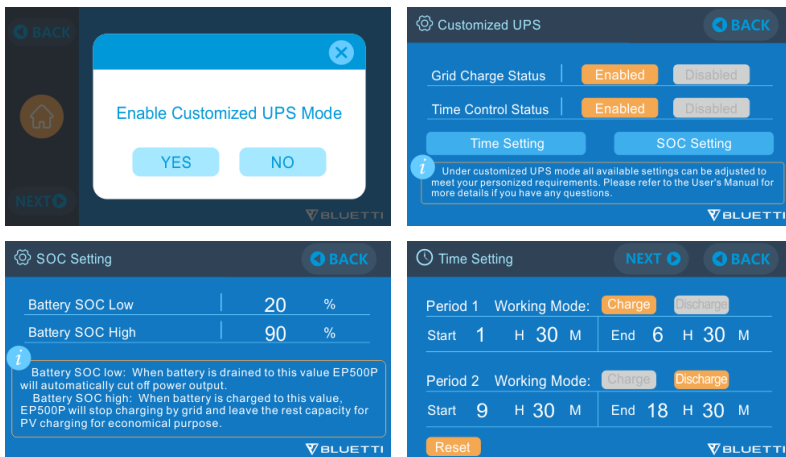 BACK
Enable Customized UPS Mode
YES NO
NEXT
BLUETTI
Customized UPS BACK
Grid Charge Status Enabled Disabled
Time Control Status Enabled Disabled
Time Setting SOC Setting
i Under customized UPS mode all available settings can be adjusted to
meet your personized requirements. Please refer to the User's Manual for
more details if you have any questions.
BLUETTI
SOC Setting BACK
Battery SOC Low 20 %
Battery SOC High 90 %
i
Battery SOC low: When battery is drained to this value EP500P
will automatically cut off power output.
Battery SOC high: When battery is charged to this value,
EP500P will stop charging by grid and leave the rest capacity for
PV charging for economical purpose.
BLUETTI
Time Setting NEXT BACK
Period 1 Working Mode: Charge Discharge
Start 1 H 30 M End 6 H 30 M
Period 2 Working Mode: Charge Discharge
Start 9 H 30 M End 18 H 30 M
Reset
BLUETTI